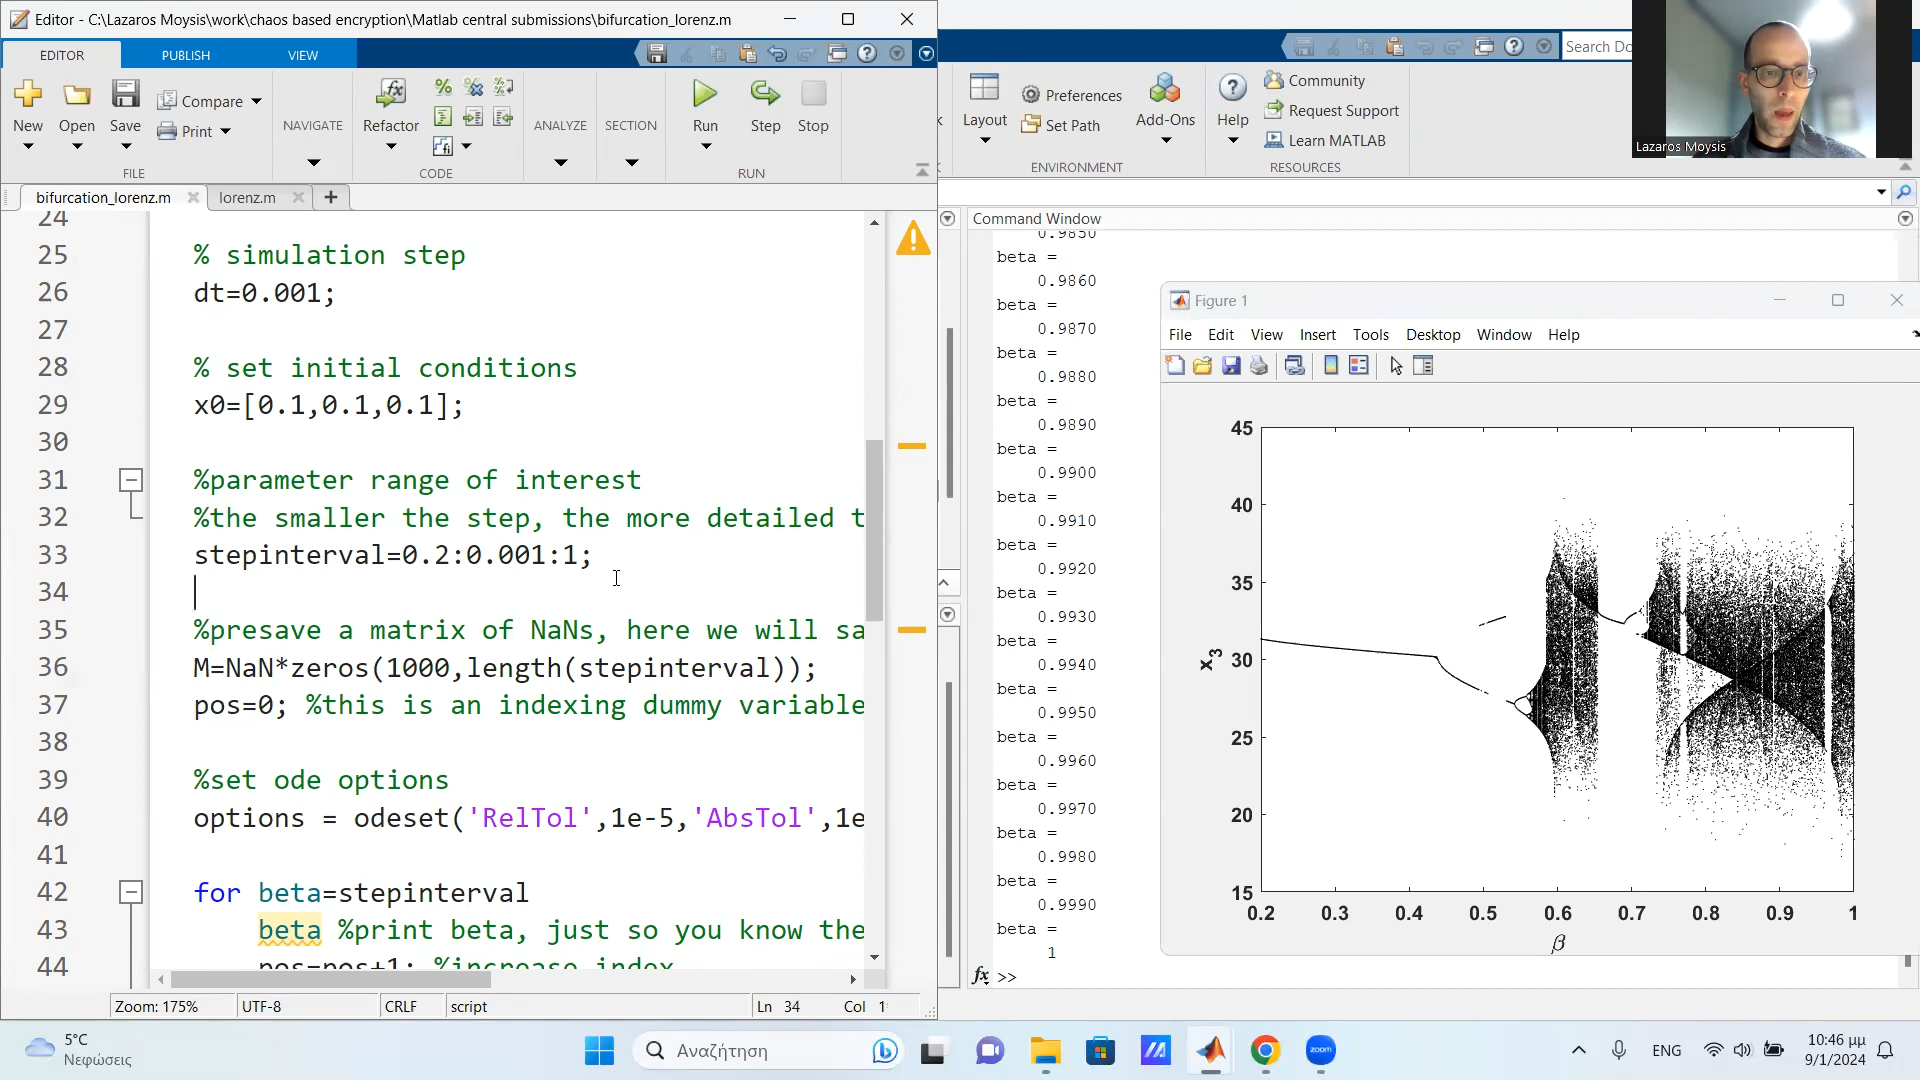 Editor - C:\Lazaros Moysis\work\chaos based encryption\Matlab central submissions\bifurcation_lorenz.m
EDITOR PUBLISH VIEW
New Open Save Compare Print
NAVIGATE Refactor ANALYZE SECTION Run Step Stop
FILE CODE RUN
bifurcation_lorenz.m lorenz.m
24
25 % simulation step
26 dt=0.001;
27
28 % set initial conditions
29 x0=[0.1,0.1,0.1];
30
31 %parameter range of interest
32 %the smaller the step, the more detailed t
33 stepinterval=0.2:0.001:1;
34
35 %presave a matrix of NaNs, here we will sa
36 M=NaN*zeros(1000,length(stepinterval));
37 pos=0; %this is an indexing dummy variable
38
39 %set ode options
40 options = odeset('RelTol',1e-5,'AbsTol',1e
41
42 for beta=stepinterval
43 beta %print beta, just so you know the
44 pos=pos+1; %increase index
Zoom: 175% UTF-8 CRLF script Ln 34 Col 1
Search Do
Layout Preferences Set Path Add-Ons Help Community Request Support Learn MATLAB
ENVIRONMENT RESOURCES
Lazaros Moysis
Command Window
0.9850
beta =
0.9860
beta =
0.9870
beta =
0.9880
beta =
0.9890
beta =
0.9900
beta =
0.9910
beta =
0.9920
beta =
0.9930
beta =
0.9940
beta =
0.9950
beta =
0.9960
beta =
0.9970
beta =
0.9980
beta =
0.9990
beta =
1
fx >>
Figure 1
File Edit View Insert Tools Desktop Window Help
45
40
35
30
25
20
15
x3
0.2 0.3 0.4 0.5 0.6 0.7 0.8 0.9 1
β
5°C
Νεφώσεις
Αναζήτηση
zoom
ENG
10:46 μμ
9/1/2024